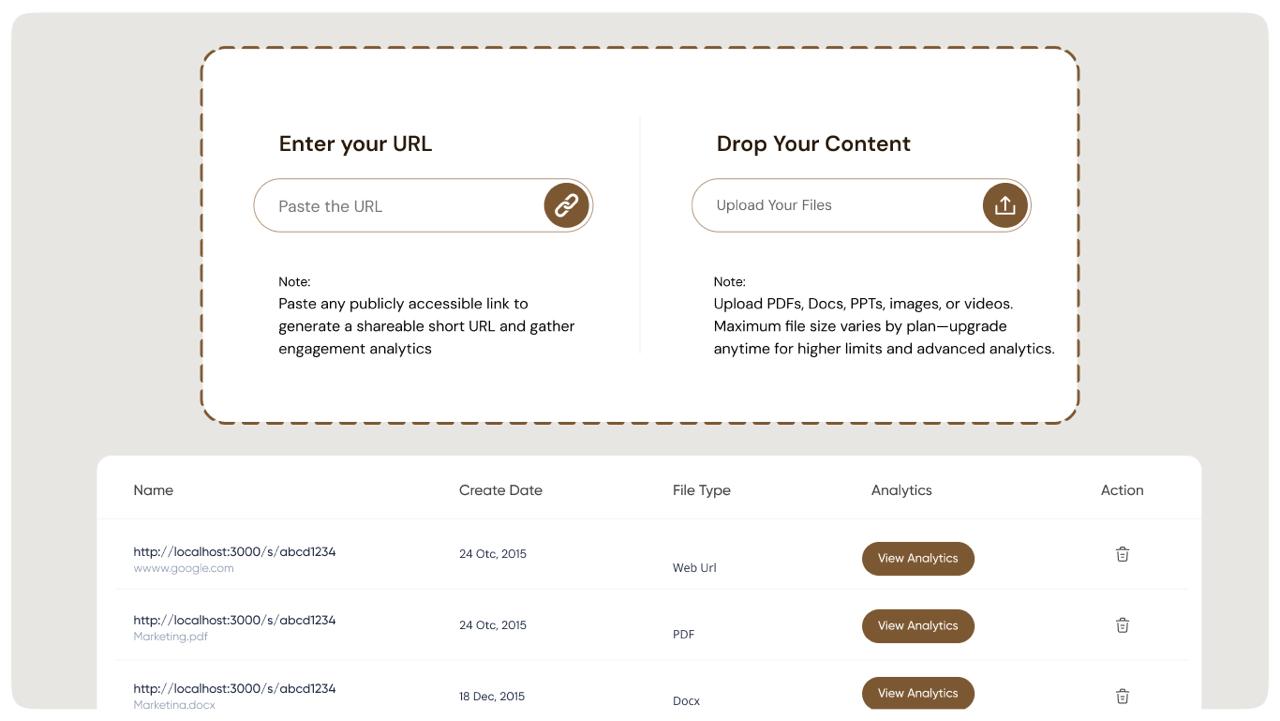 Enter your URL
Drop Your Content
Paste the URL
Upload Your Files
Note:
Paste any publicly accessible link to
generate a shareable short URL and gather
engagement analytics
Note:
Upload PDFs, Docs, PPTs, images, or videos.
Maximum file size varies by plan—upgrade
anytime for higher limits and advanced analytics.
Name Create Date File Type Analytics Action
http://localhost:3000/s/abcd1234 24 Otc, 2015 Web Url View Analytics
wwww.google.com
http://localhost:3000/s/abcd1234 24 Otc, 2015 PDF View Analytics
Marketing.pdf
http://localhost:3000/s/abcd1234 18 Dec, 2015 Docx View Analytics
Marketing.docx